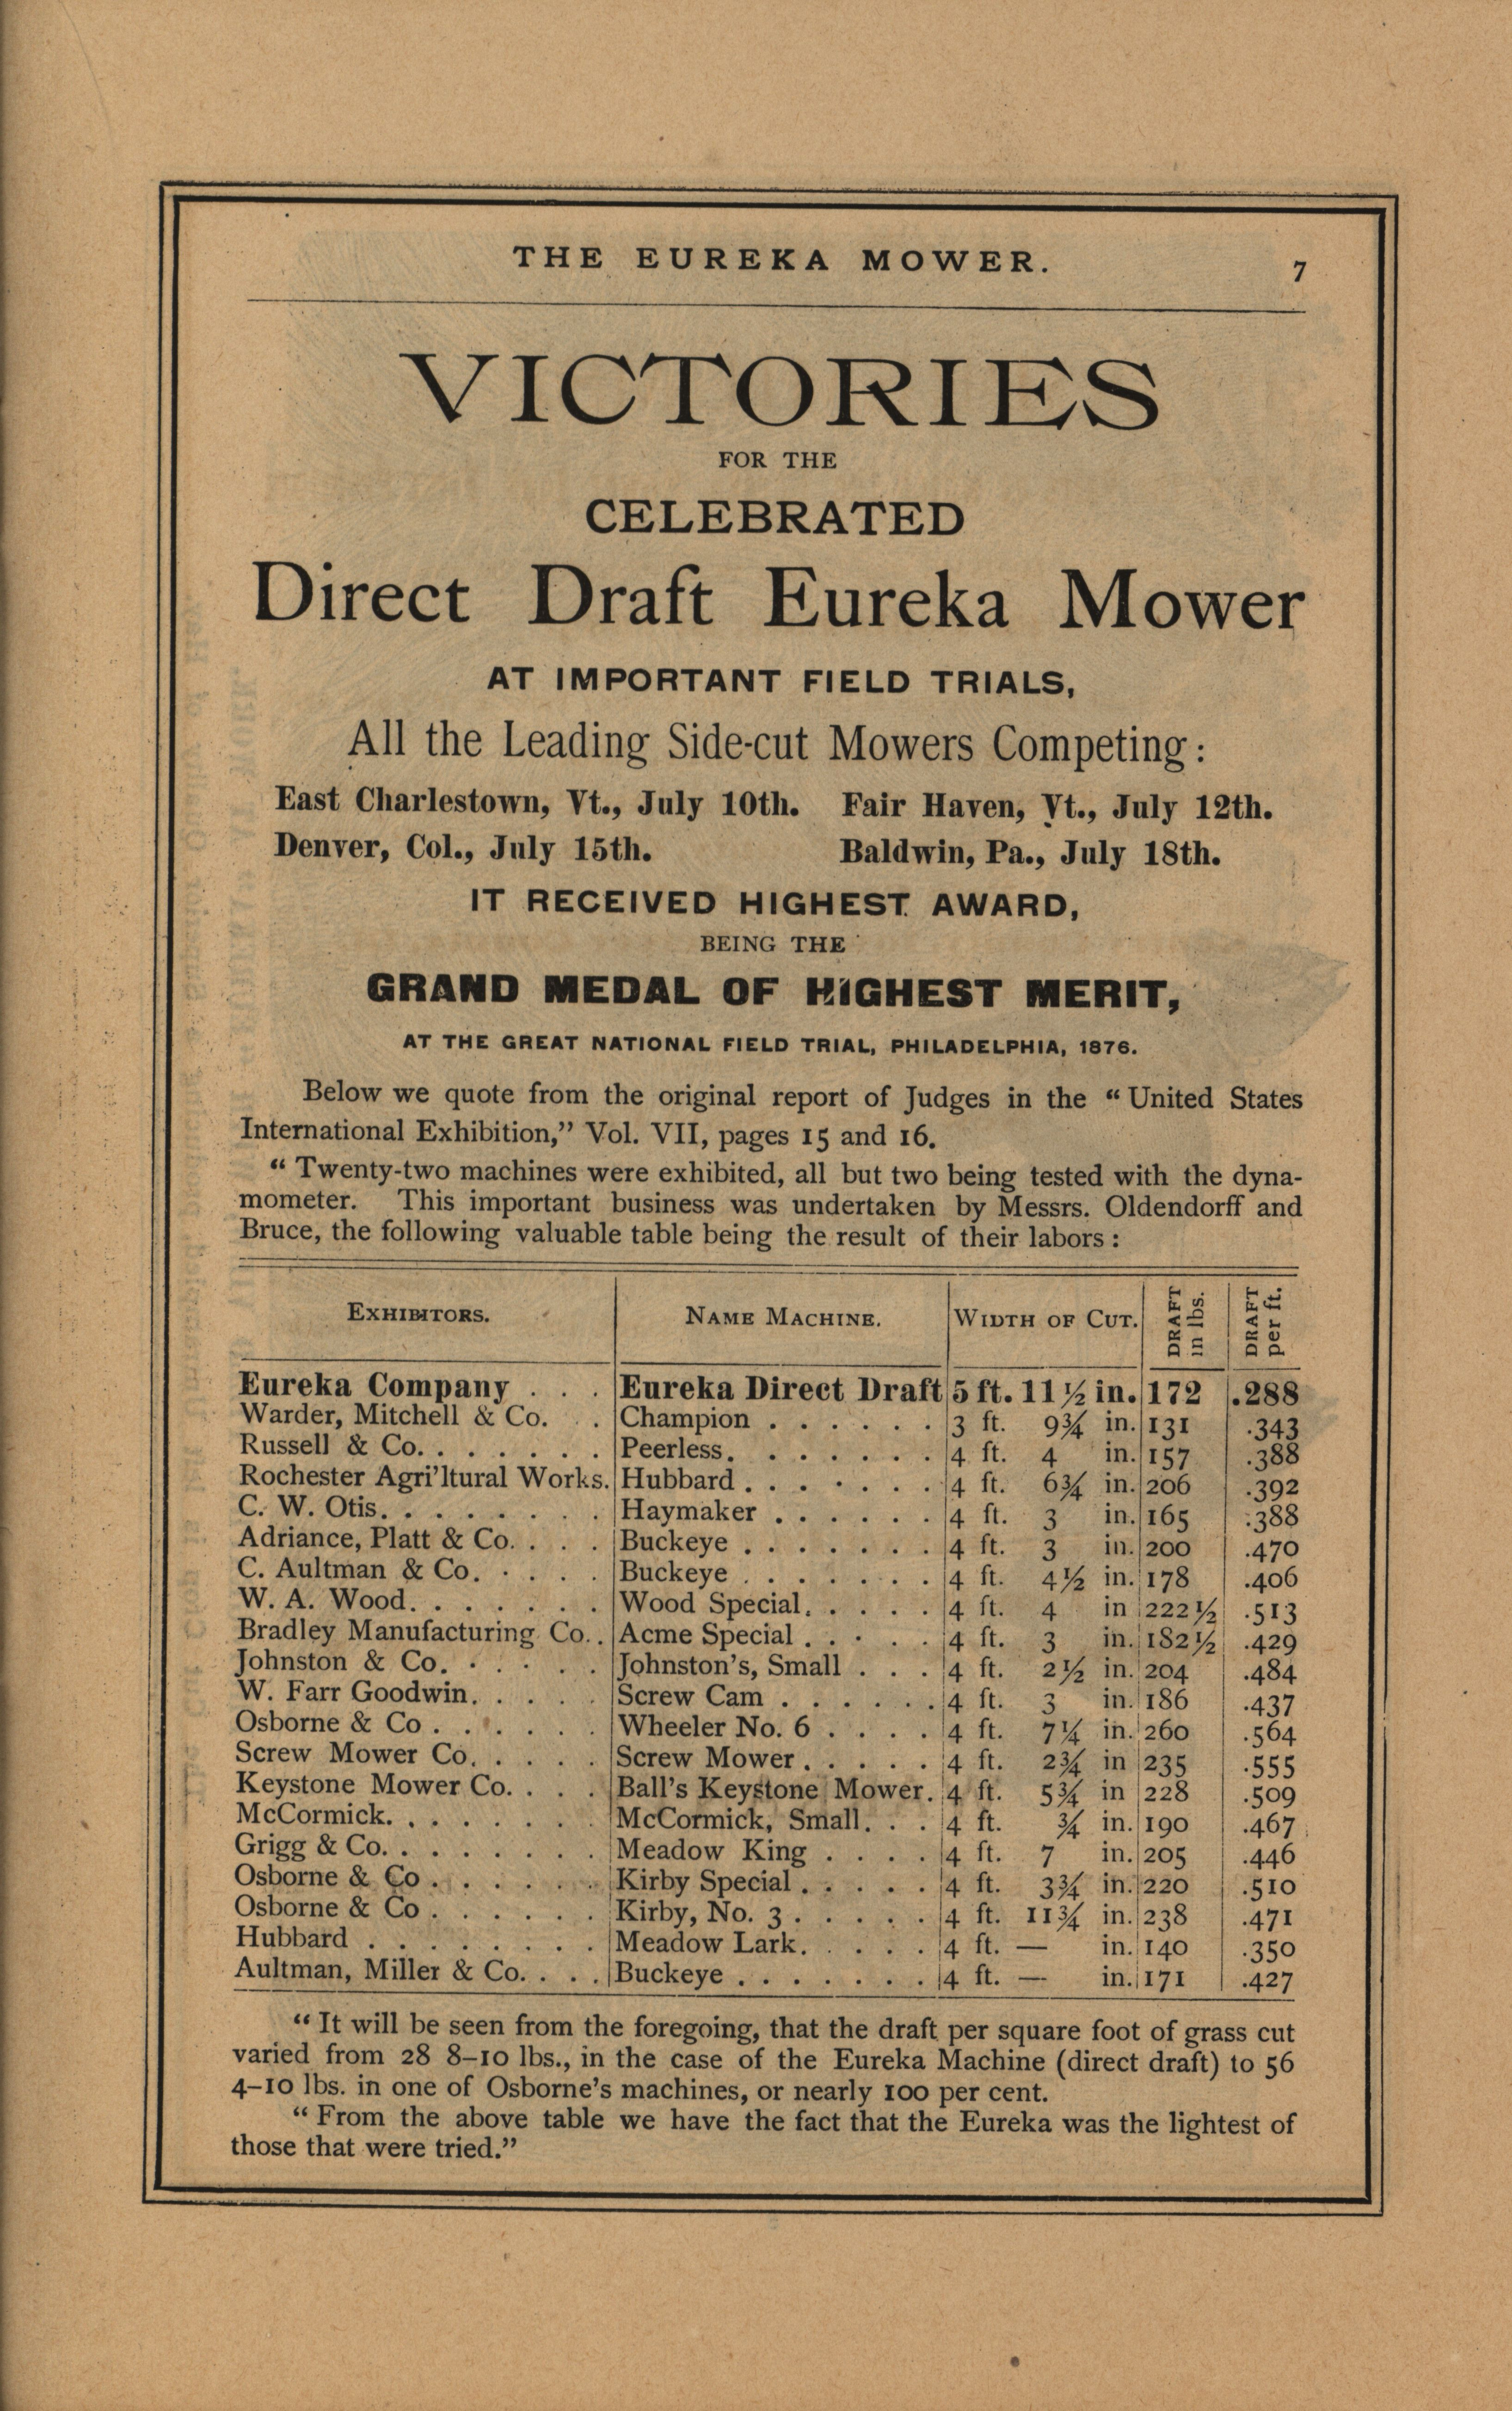 THE EUREKA MOWER. 7
VICTORIES
FOR THE
CELEBRATED
Direct Draft Eureka Mower
AT IMPORTANT FIELD TRIALS,
All the Leading Side-cut Mowers Competing:
East Charlestown, Vt., July 10th. Fair Haven, Vt., July 12th.
Denver, Col., July 15th. Baldwin, Pa., July 18th.
IT RECEIVED HIGHEST AWARD,
BEING THE
GRAND MEDAL OF HIGHEST MERIT,
AT THE GREAT NATIONAL FIELD TRIAL, PHILADELPHIA, 1876.
Below we quote from the original report of Judges in the “United States
International Exhibition,” Vol. VII, pages 15 and 16.
“Twenty-two machines were exhibited, all but two being tested with the dyna-
mometer. This important business was undertaken by Messrs. Oldendorff and
Bruce, the following valuable table being the result of their labors:
EXHIBITORS. NAME MACHINE. WIDTH OF CUT. DRAFT in lbs. DRAFT per ft.
Eureka Company . . . Eureka Direct Draft 5 ft. 11½ in. 172 .288
Warder, Mitchell & Co. . . Champion . . . . . . 3 ft. 9¾ in. 131 .343
Russell & Co. . . . . . . Peerless. . . . . . . 4 ft. 4 in. 157 .388
Rochester Agri'ltural Works. Hubbard . . . . . . . 4 ft. 6¾ in. 206 .392
C. W. Otis. . . . . . . . Haymaker . . . . . . 4 ft. 3 in. 165 .388
Adriance, Platt & Co. . . . Buckeye . . . . . . . 4 ft. 3 in. 200 .470
C. Aultman & Co. . . . . Buckeye . . . . . . . 4 ft. 4½ in. 178 .406
W. A. Wood. . . . . . . Wood Special. . . . . 4 ft. 4 in 222½ .513
Bradley Manufacturing Co. . Acme Special . . . . . 4 ft. 3 in. 182½ .429
Johnston & Co. . . . . . Johnston's, Small . . . 4 ft. 2½ in. 204 .484
W. Farr Goodwin. . . . . Screw Cam . . . . . . 4 ft. 3 in. 186 .437
Osborne & Co . . . . . . Wheeler No. 6 . . . . 4 ft. 7¼ in. 260 .564
Screw Mower Co. . . . . Screw Mower . . . . . 4 ft. 2¾ in 235 .555
Keystone Mower Co. . . . Ball's Keystone Mower. 4 ft. 5¾ in 228 .509
McCormick. . . . . . . . McCormick, Small. . . 4 ft. ¾ in. 190 .467
Grigg & Co. . . . . . . . Meadow King . . . . 4 ft. 7 in. 205 .446
Osborne & Co . . . . . . Kirby Special . . . . . 4 ft. 3¾ in. 220 .510
Osborne & Co . . . . . . Kirby, No. 3 . . . . . 4 ft. 11¾ in. 238 .471
Hubbard . . . . . . . . Meadow Lark. . . . . 4 ft. — in. 140 .350
Aultman, Miller & Co. . . . Buckeye . . . . . . . 4 ft. — in. 171 .427
“It will be seen from the foregoing, that the draft per square foot of grass cut
varied from 28 8-10 lbs., in the case of the Eureka Machine (direct draft) to 56
4-10 lbs. in one of Osborne's machines, or nearly 100 per cent.
“From the above table we have the fact that the Eureka was the lightest of
those that were tried.”